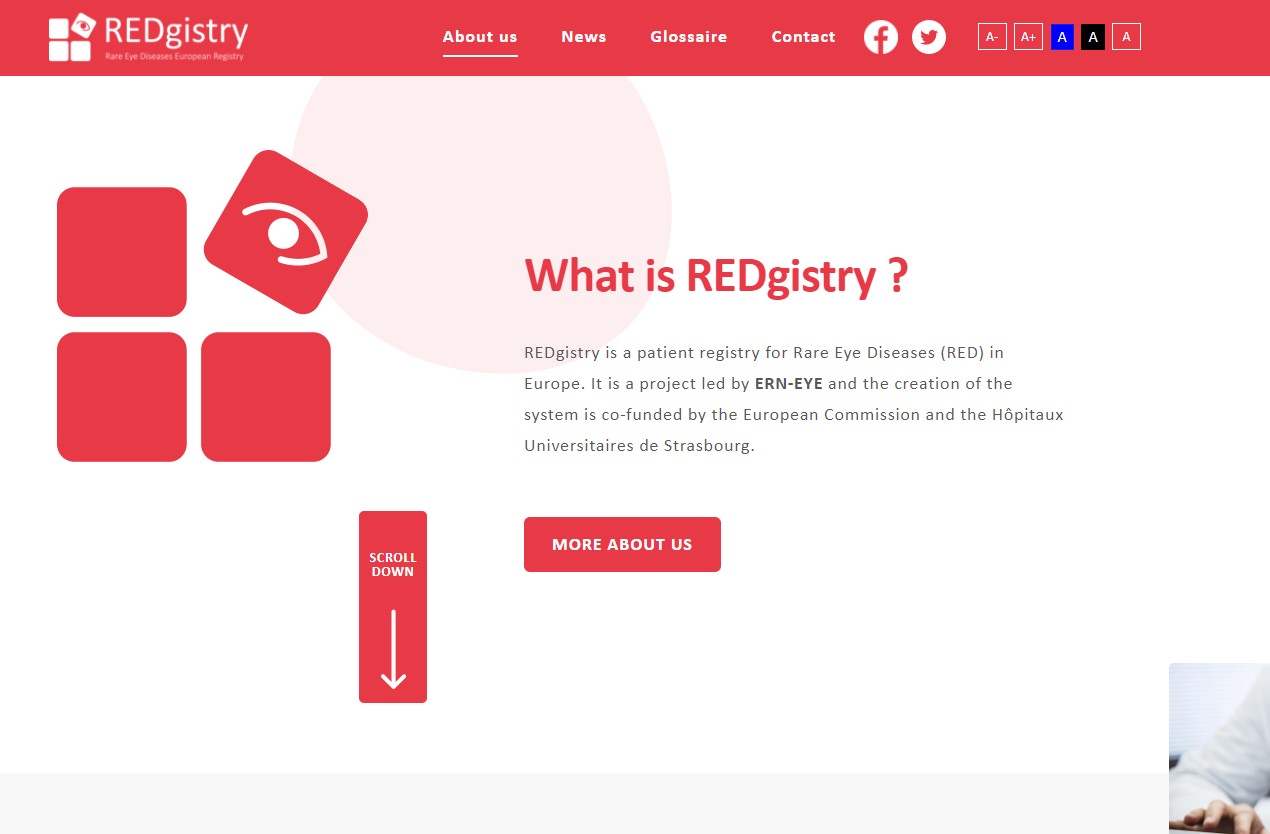 REDgistry
Rare Eye Diseases European Registry
About us
News
Glossaire
Contact
A-
A+
A
A
A
What is REDgistry ?
REDgistry is a patient registry for Rare Eye Diseases (RED) in
Europe. It is a project led by ERN-EYE and the creation of the
system is co-funded by the European Commission and the Hôpitaux
Universitaires de Strasbourg.
SCROLL
DOWN
MORE ABOUT US